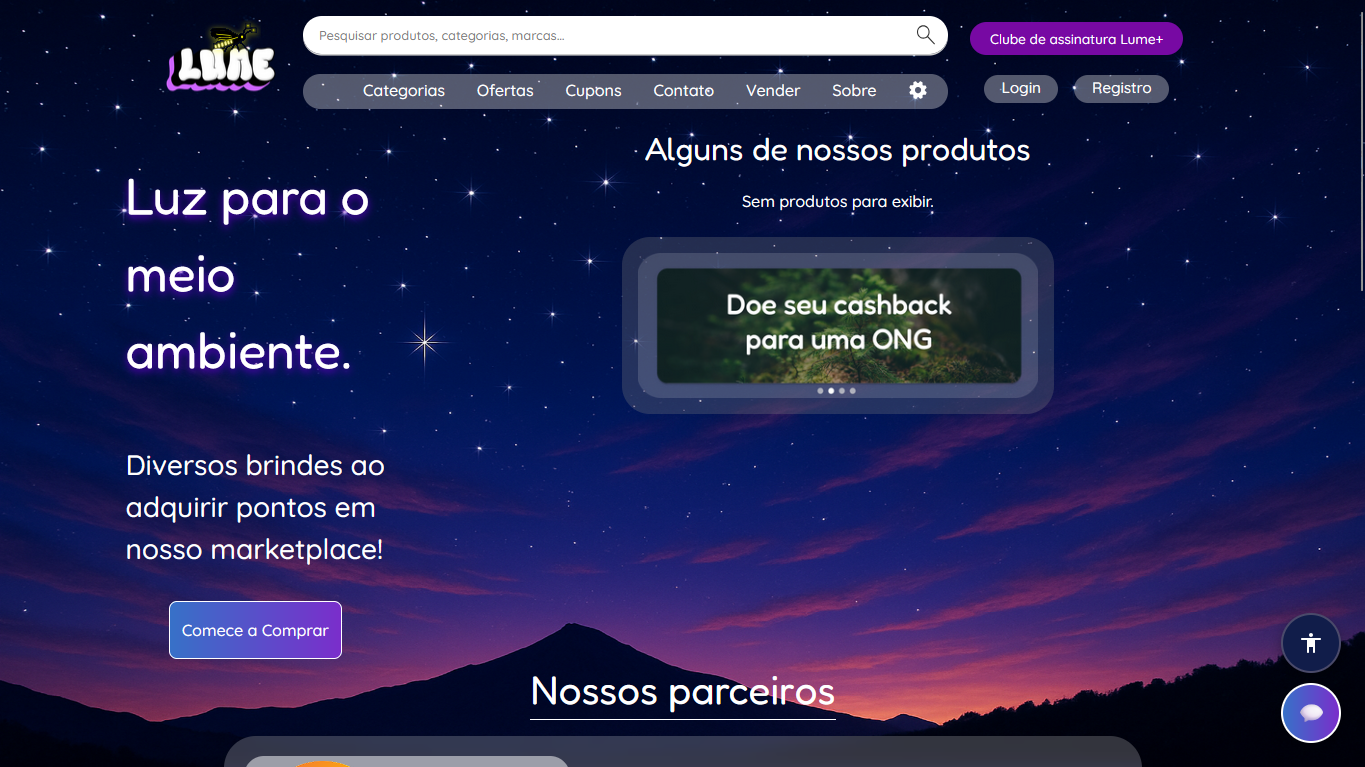 LUME
Pesquisar produtos, categorias, marcas...
Clube de assinatura Lume+
Categorias
Ofertas
Cupons
Contato
Vender
Sobre
Login
Registro
Luz para o
meio
ambiente.
Diversos brindes ao
adquirir pontos em
nosso marketplace!
Comece a Comprar
Alguns de nossos produtos
Sem produtos para exibir.
Doe seu cashback
para uma ONG
Nossos parceiros